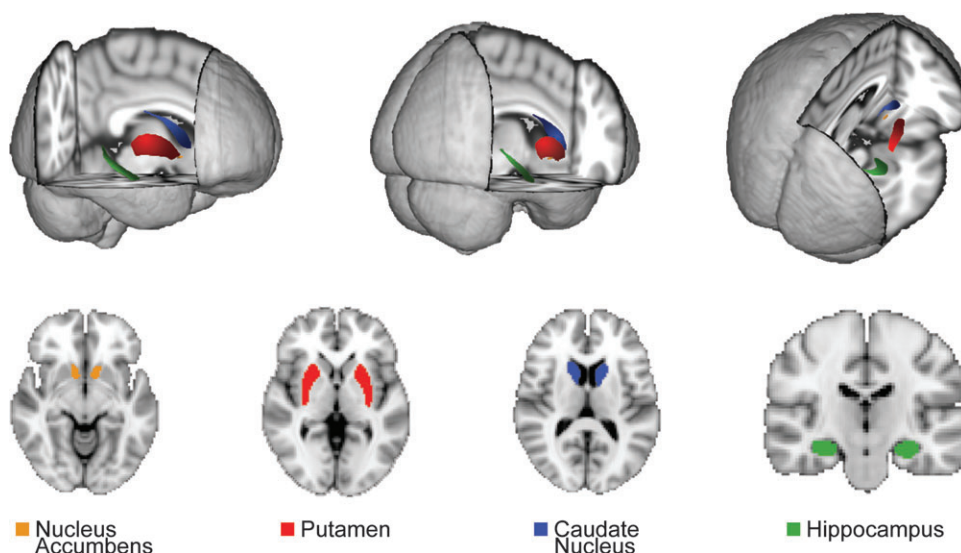 Nucleus
Accumbens
Putamen
Caudate
Nucleus
Hippocampus